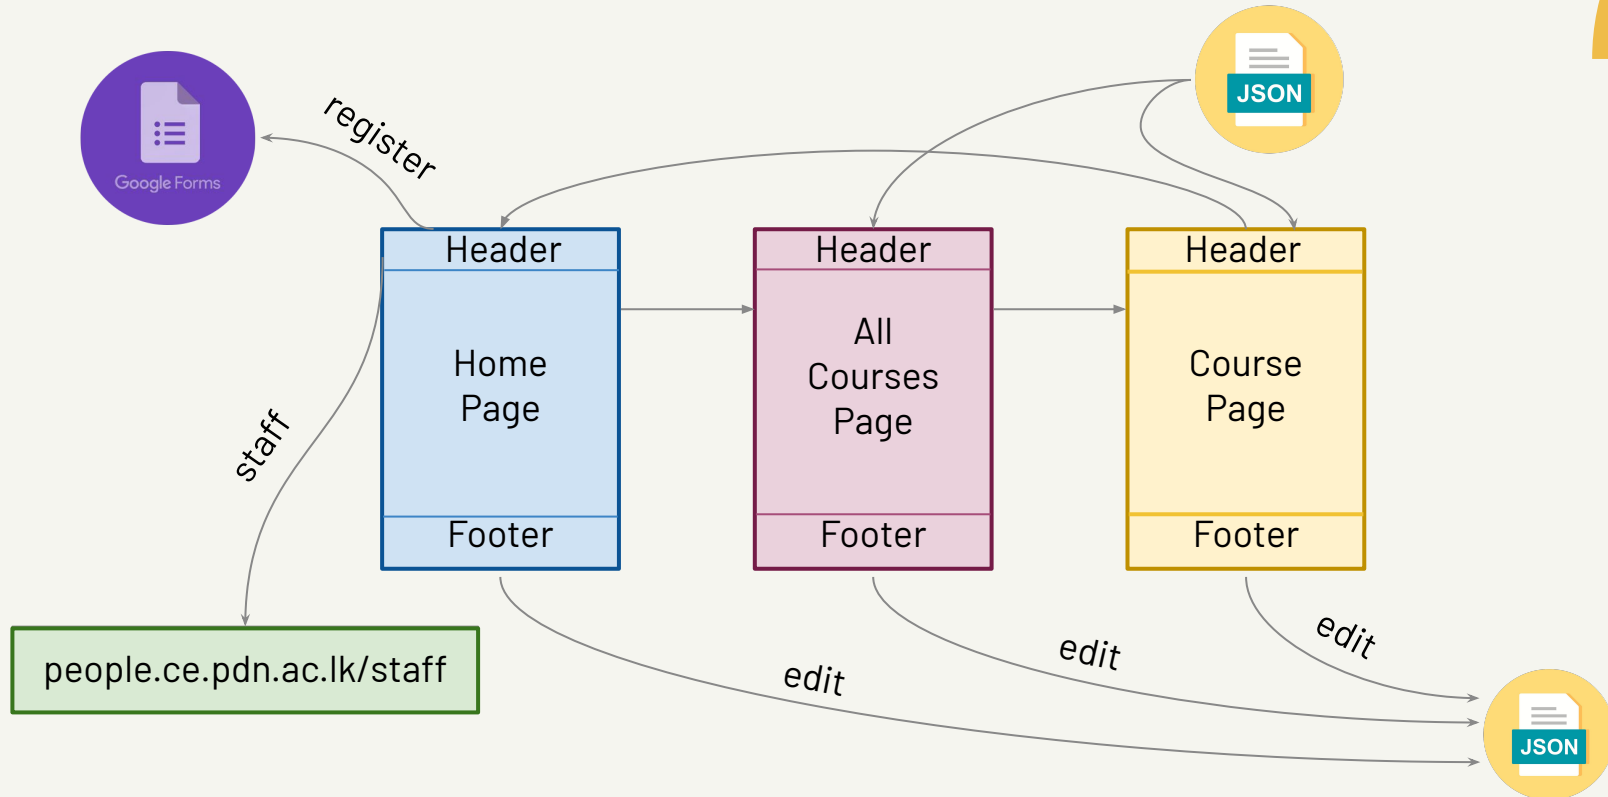 JSON
register
Google Forms
Header
Header
Header
Home
Page
All
Courses
Page
Course
Page
staff
Footer
Footer
Footer
people.ce.pdn.ac.lk/staff
edit
edit
edit
JSON